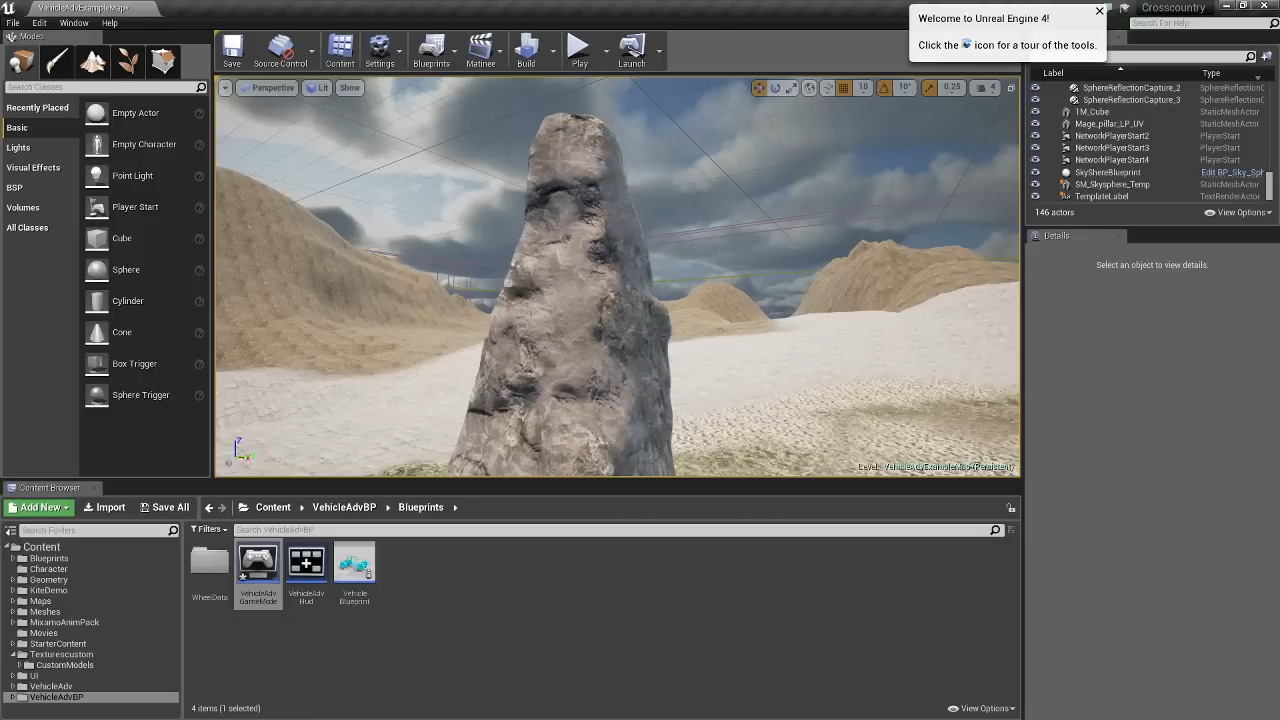 VehicleAdvExampleMap*
Crosscountry
File Edit Window Help
Search For Help
Welcome to Unreal Engine 4!
Click the icon for a tour of the tools.
Modes
Save Source Control Content Settings Blueprints Matinee Build Play Launch
Search Classes
Recently Placed
Basic
Lights
Visual Effects
BSP
Volumes
All Classes
Empty Actor
Empty Character
Point Light
Player Start
Cube
Sphere
Cylinder
Cone
Box Trigger
Sphere Trigger
Perspective Lit Show
10 10° 0.25 4
Z
X
Level: VehicleAdvExampleMap (Persistent)
Label Type
SphereReflectionCapture_2 SphereReflectionC
SphereReflectionCapture_3 SphereReflectionC
1M_Cube StaticMeshActor
Mage_pillar_LP_UV StaticMeshActor
NetworkPlayerStart2 PlayerStart
NetworkPlayerStart3 PlayerStart
NetworkPlayerStart4 PlayerStart
SkyShereBlueprint Edit BP_Sky_Sph
SM_Skysphere_Temp StaticMeshActor
TemplateLabel TextRenderActor
146 actors View Options
Details
Select an object to view details.
Content Browser
Add New Import Save All Content VehicleAdvBP Blueprints
Search Folders
Filters Search VehicleAdvBP
Content
Blueprints
Character
Geometry
KiteDemo
Maps
Meshes
MixamoAnimPack
Movies
StarterContent
Texturescustom
CustomModels
UI
VehicleAdv
VehicleAdvBP
WheelData
VehicleAdv
GameMode
VehicleAdv
Hud
Vehicle
Blueprint
4 items (1 selected) View Options